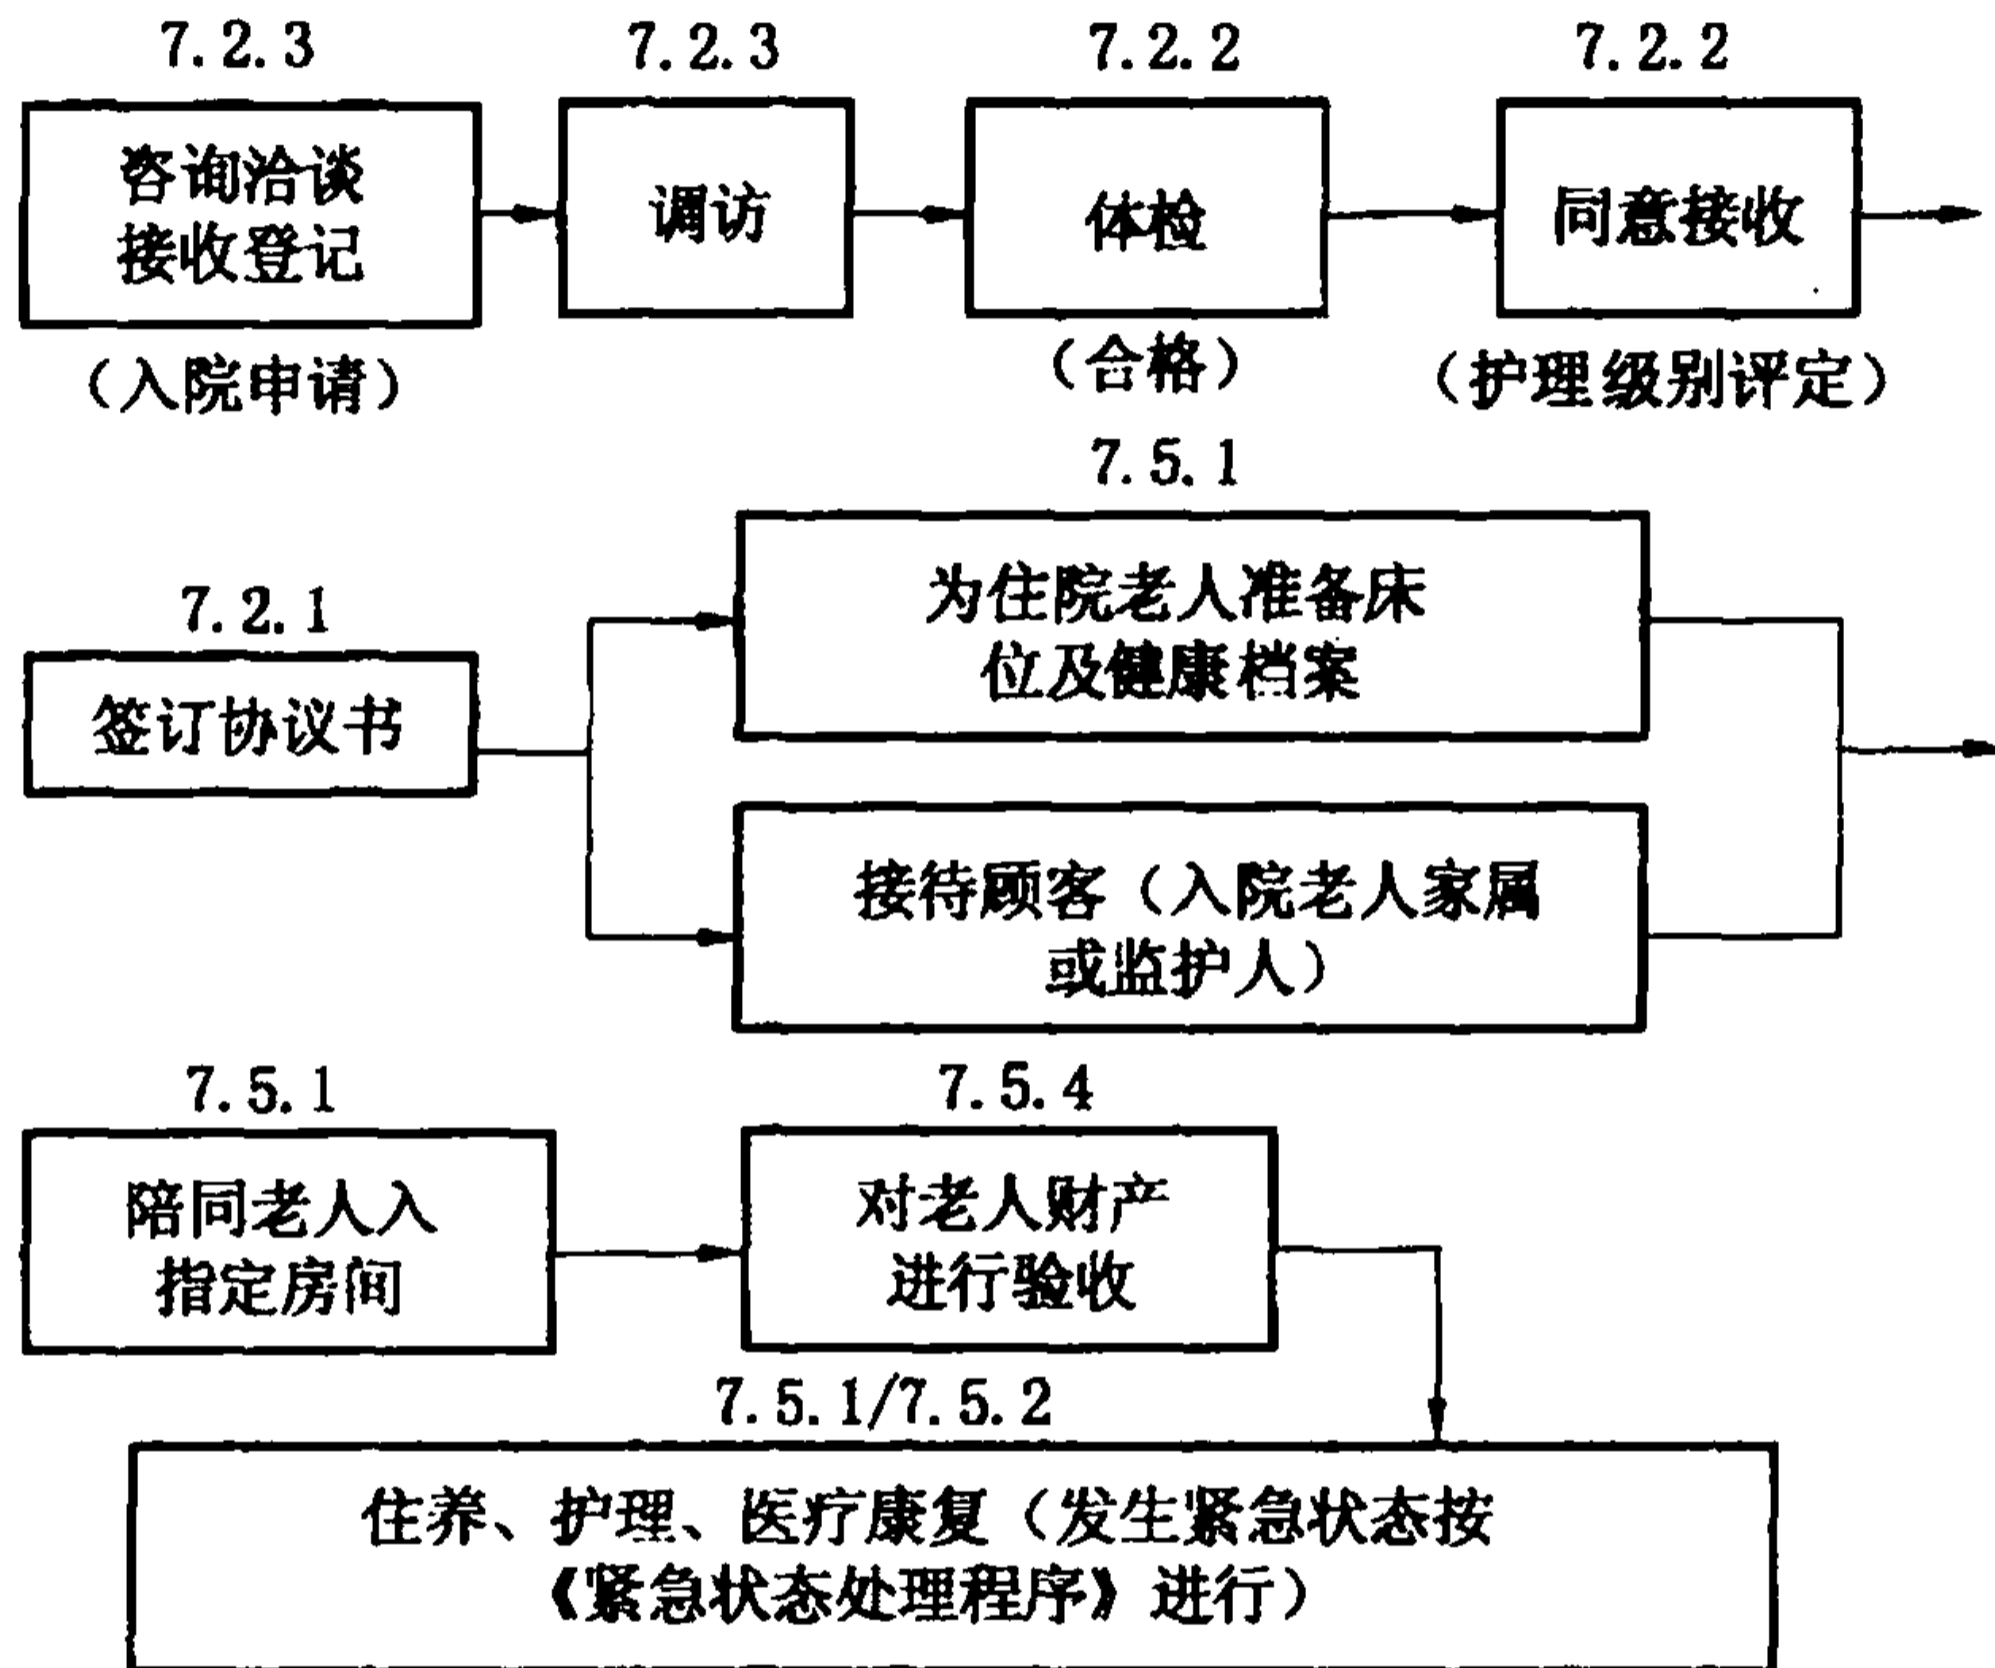 7.2.3
7.2.3
7.2.2
7.2.2
咨询洽谈
接收登记
调访
体检
同意接收
（入院申请）
（合格）
（护理级别评定）
7.5.1
为住院老人准备床
位及健康档案
7.2.1
签订协议书
接待顾客（入院老人家属
或监护人）
7.5.1
7.5.4
陪同老人入
指定房间
对老人财产
进行验收
7.5.1/7.5.2
住养、护理、医疗康复（发生紧急状态按
《紧急状态处理程序》进行）